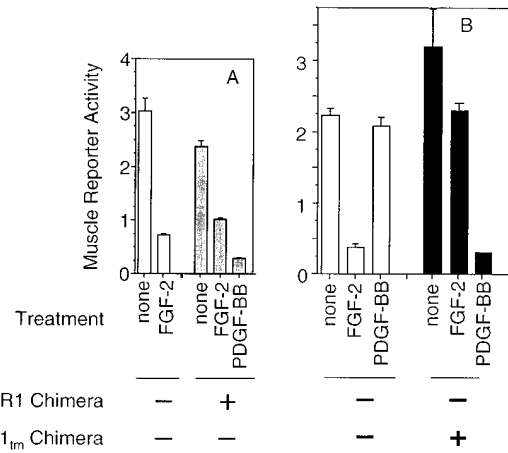 A
B
Muscle Reporter Activity
4
3
2
1
0
3
2
1
0
Treatment
none
FGF-2
none
FGF-2
PDGF-BB
none
FGF-2
PDGF-BB
none
FGF-2
PDGF-BB
R1 Chimera − + − −
1tm Chimera − − − +